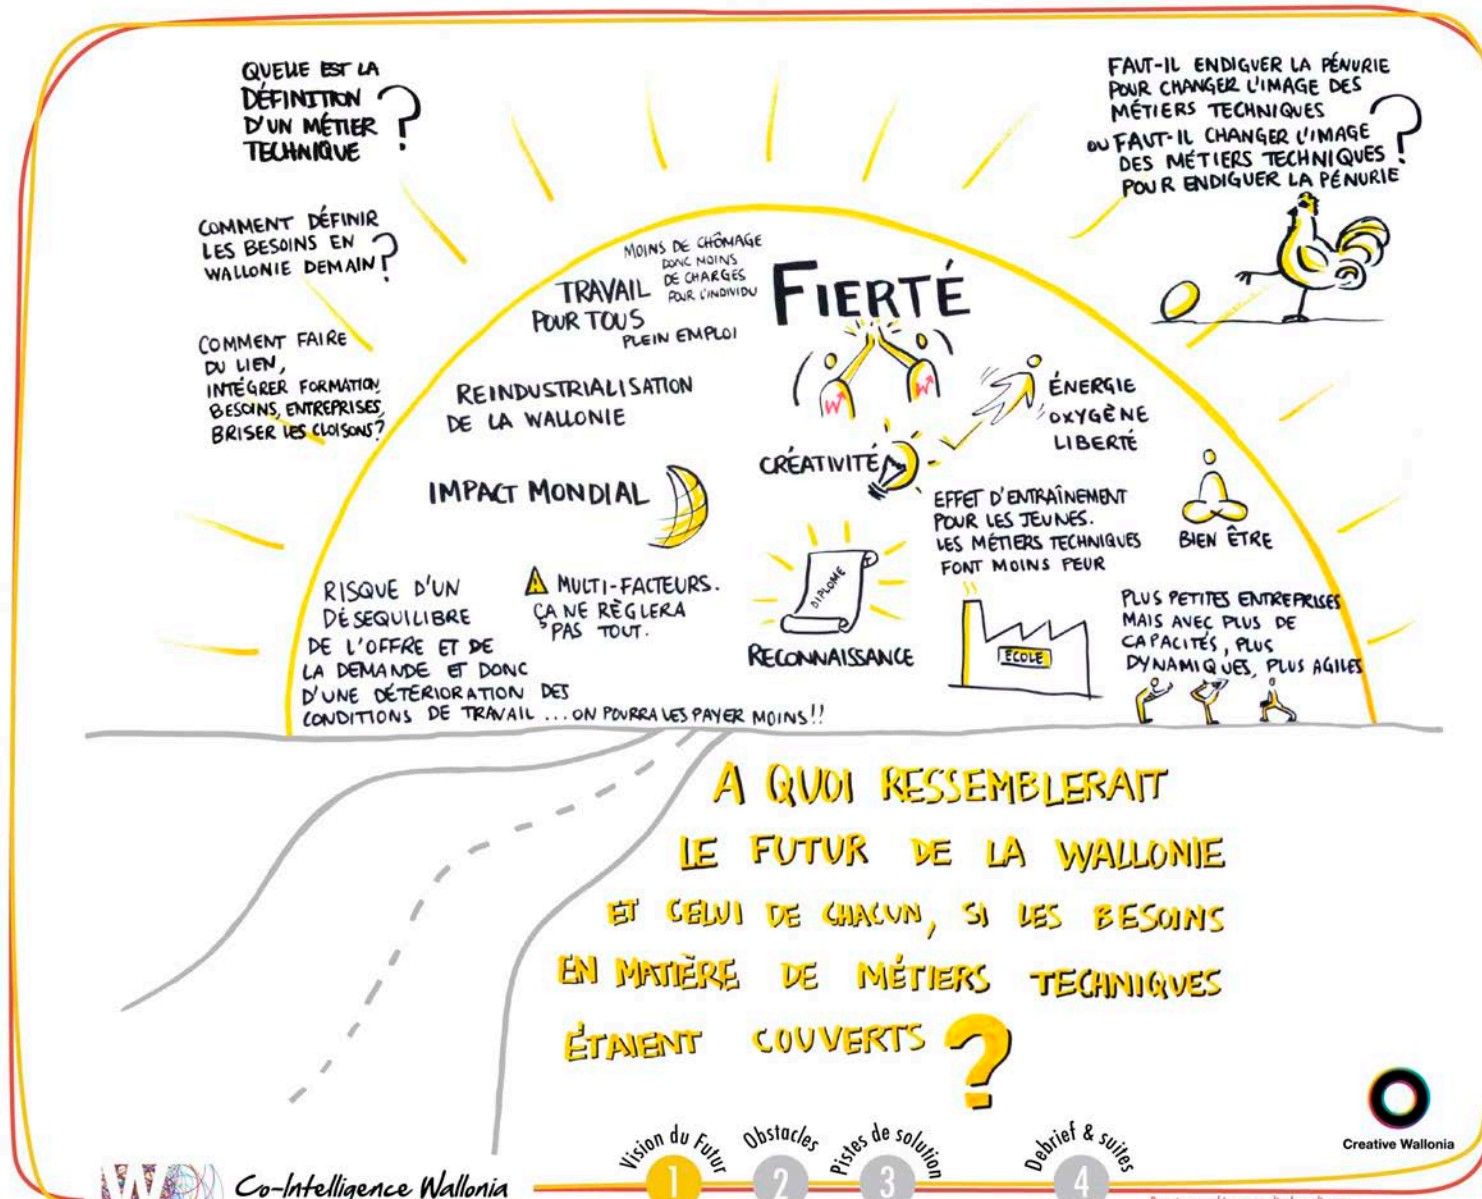 QUELLE EST LA
DÉFINITION
D'UN MÉTIER
TECHNIQUE ?
COMMENT DÉFINIR
LES BESOINS EN
WALLONIE DEMAIN ?
COMMENT FAIRE
DU LIEN,
INTÉGRER FORMATION
BESOINS, ENTREPRISES,
BRISER LES CLOISONS?
FAUT-IL ENDIGUER LA PÉNURIE
POUR CHANGER L'IMAGE DES
MÉTIERS TECHNIQUES
OU FAUT-IL CHANGER L'IMAGE
DES MÉTIERS TECHNIQUES ?
POUR ENDIGUER LA PÉNURIE
MOINS DE CHÔMAGE
DONC MOINS
DE CHARGES
POUR L'INDIVIDU
TRAVAIL
POUR TOUS
PLEIN EMPLOI
FIERTÉ
W W
REINDUSTRIALISATION
DE LA WALLONIE
ÉNERGIE
OXYGÈNE
LIBERTÉ
CRÉATIVITÉ
IMPACT MONDIAL
EFFET D'ENTRAÎNEMENT
POUR LES JEUNES.
LES MÉTIERS TECHNIQUES
FONT MOINS PEUR
BIEN ÊTRE
RISQUE D'UN
DÉSEQUILIBRE
DE L'OFFRE ET DE
LA DEMANDE ET DONC
D'UNE DÉTÉRIORATION DES
CONDITIONS DE TRAVAIL ... ON POURRA LES PAYER MOINS!!
MULTI-FACTEURS.
ÇA NE RÈGLERA
PAS TOUT.
DIPLOME
RECONNAISSANCE
ÉCOLE
PLUS PETITES ENTREPRISES
MAIS AVEC PLUS DE
CAPACITÉS, PLUS
DYNAMIQUES, PLUS AGILES
A QUOI RESSEMBLERAIT
LE FUTUR DE LA WALLONIE
ET CELUI DE CHACUN, SI LES BESOINS
EN MATIÈRE DE MÉTIERS TECHNIQUES
ÉTAIENT COUVERTS ?
Creative Wallonia
W
Co-Intelligence Wallonia
Vision du Futur
1
Obstacles
2
Pistes de solution
3
Debrief & suites
4